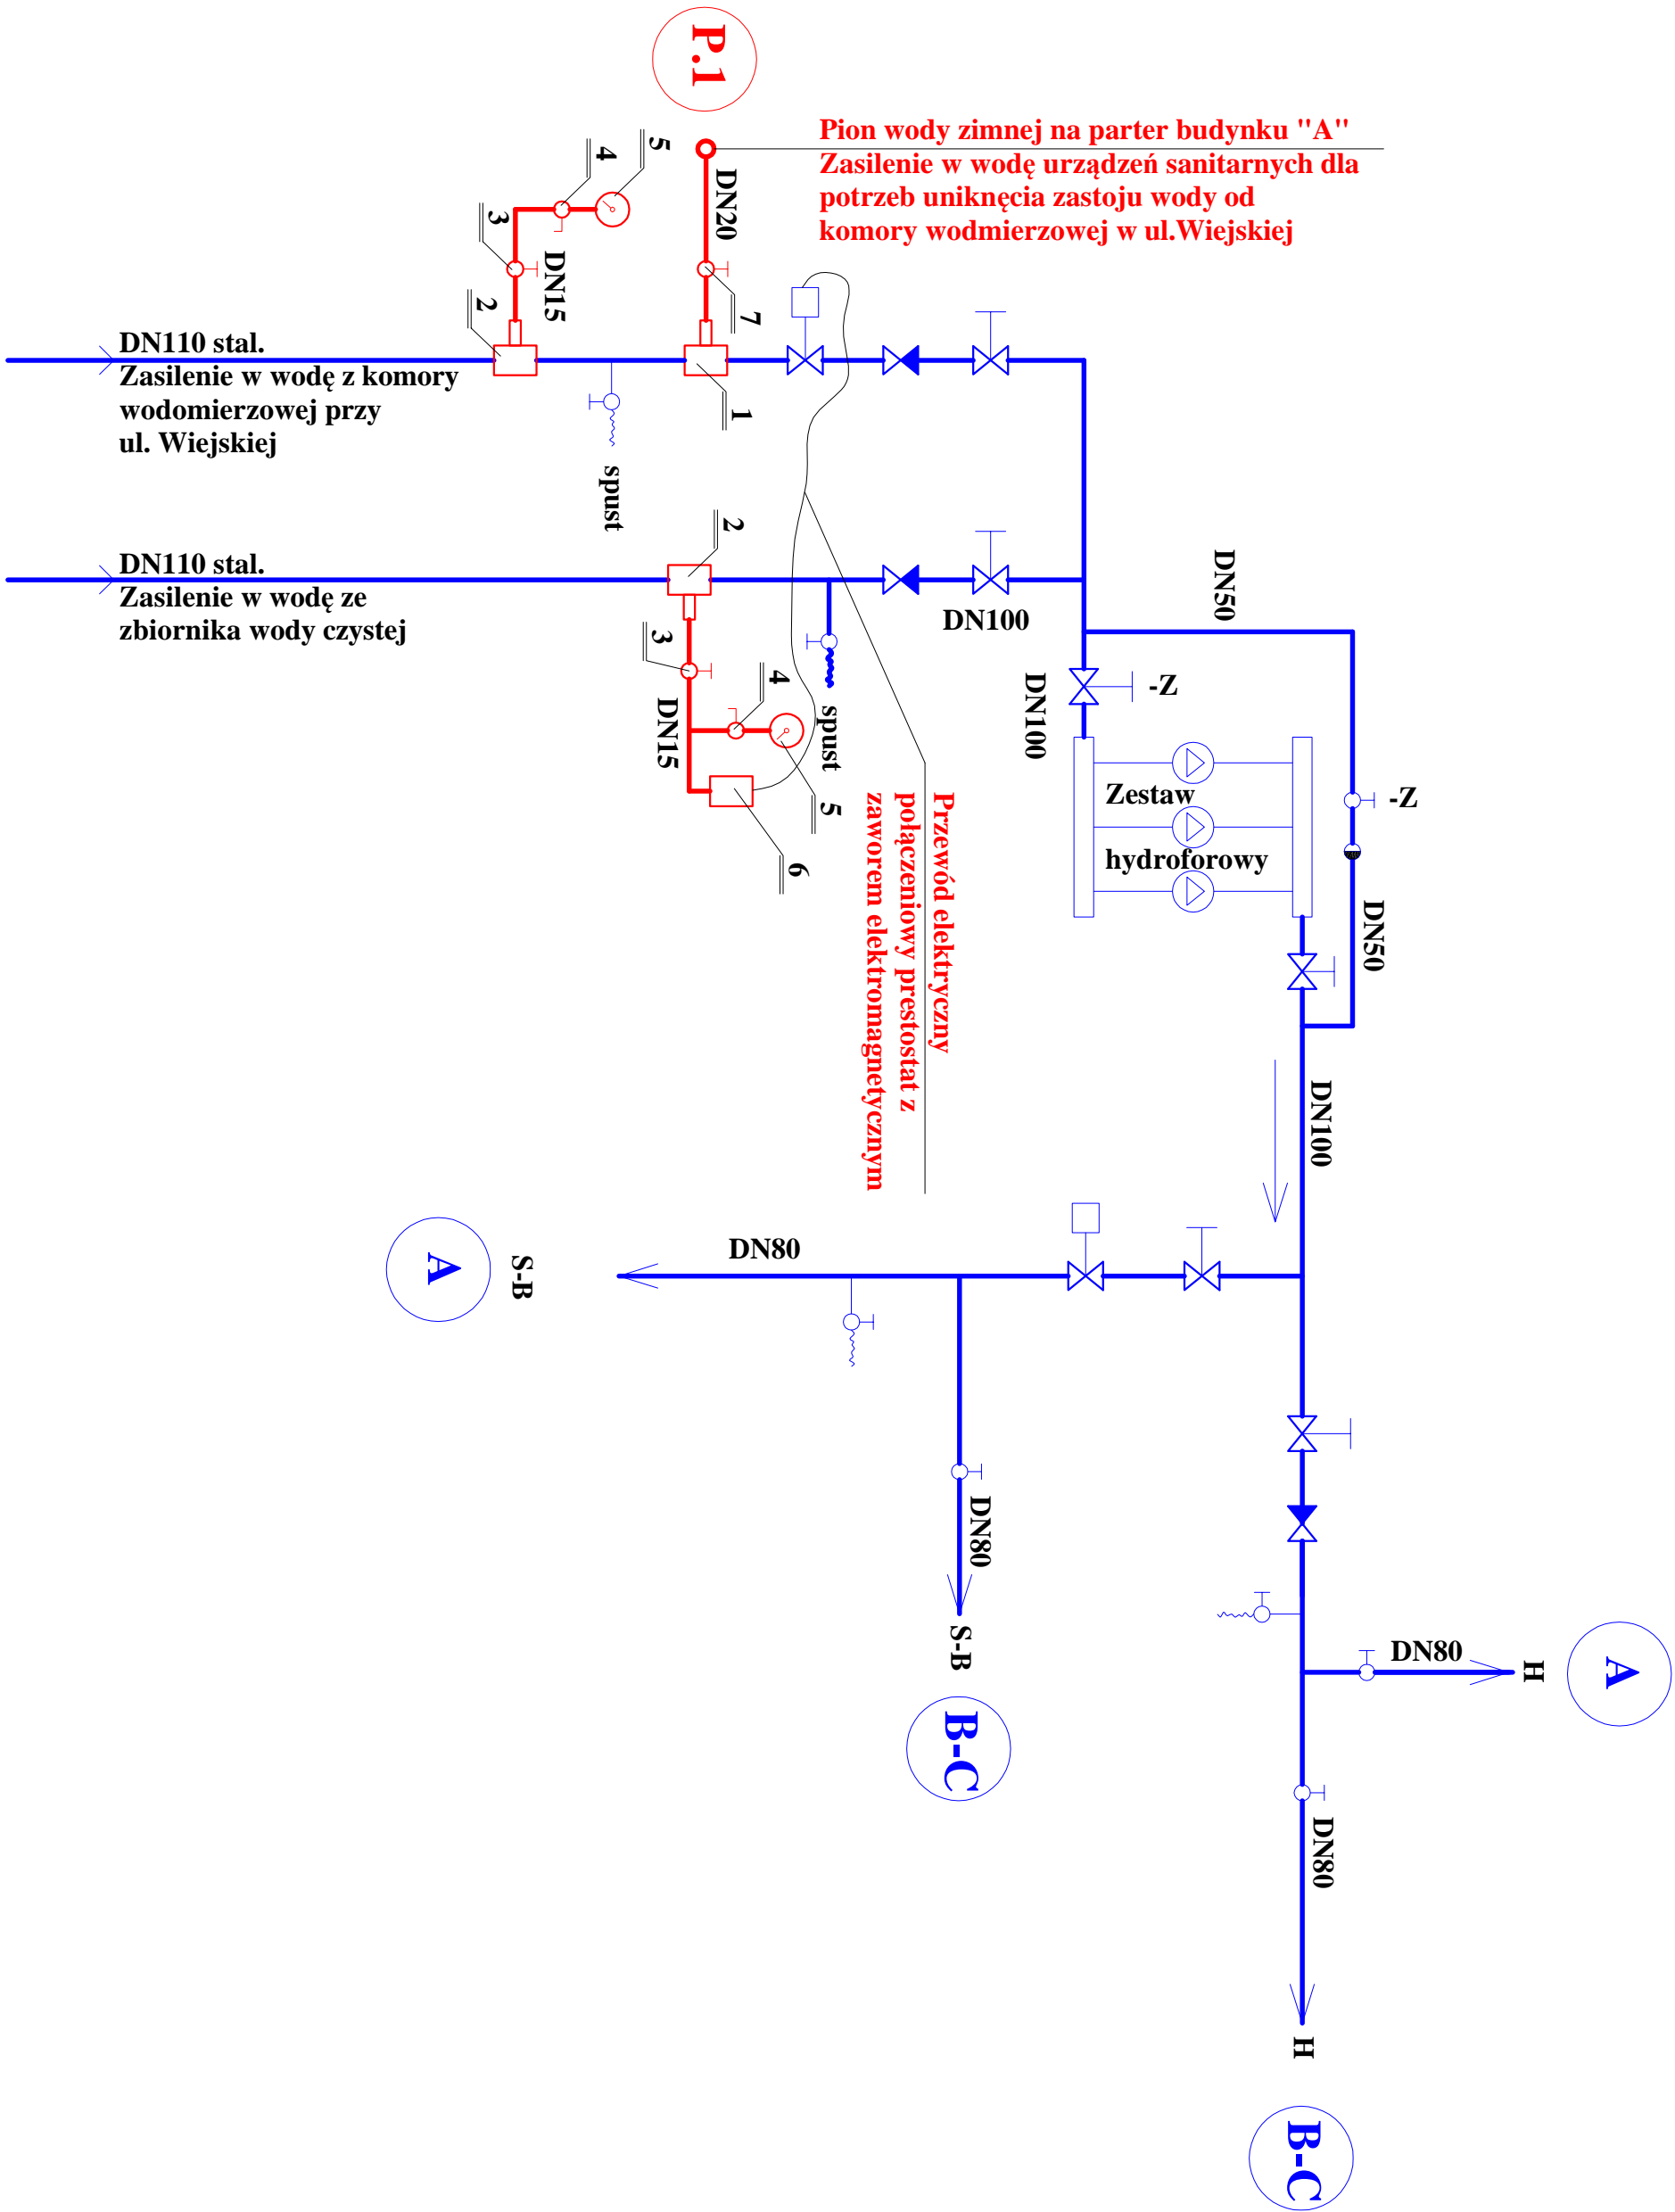 P.1
Pion wody zimnej na parter budynku "A"
Zasilenie w wodę urządzeń sanitarnych dla
potrzeb uniknęcia zastoju wody od
komory wodmierzowej w ul.Wiejskiej
5
4
3
2
DN15
DN20
7
1
DN110 stal.
Zasilenie w wodę z komory
wodomierzowej przy
ul. Wiejskiej
spust
DN110 stal.
Zasilenie w wodę ze
zbiornika wody czystej
2
3
4
5
6
DN15
spust
DN100
DN50
DN100
-Z
-Z
Zestaw
hydroforowy
DN50
Przewód elektryczny
połączeniowy prestostat z
zaworem elektromagnetycznym
DN100
DN80
S-B
A
DN80
S-B
B-C
DN80
H
A
DN80
H
B-C